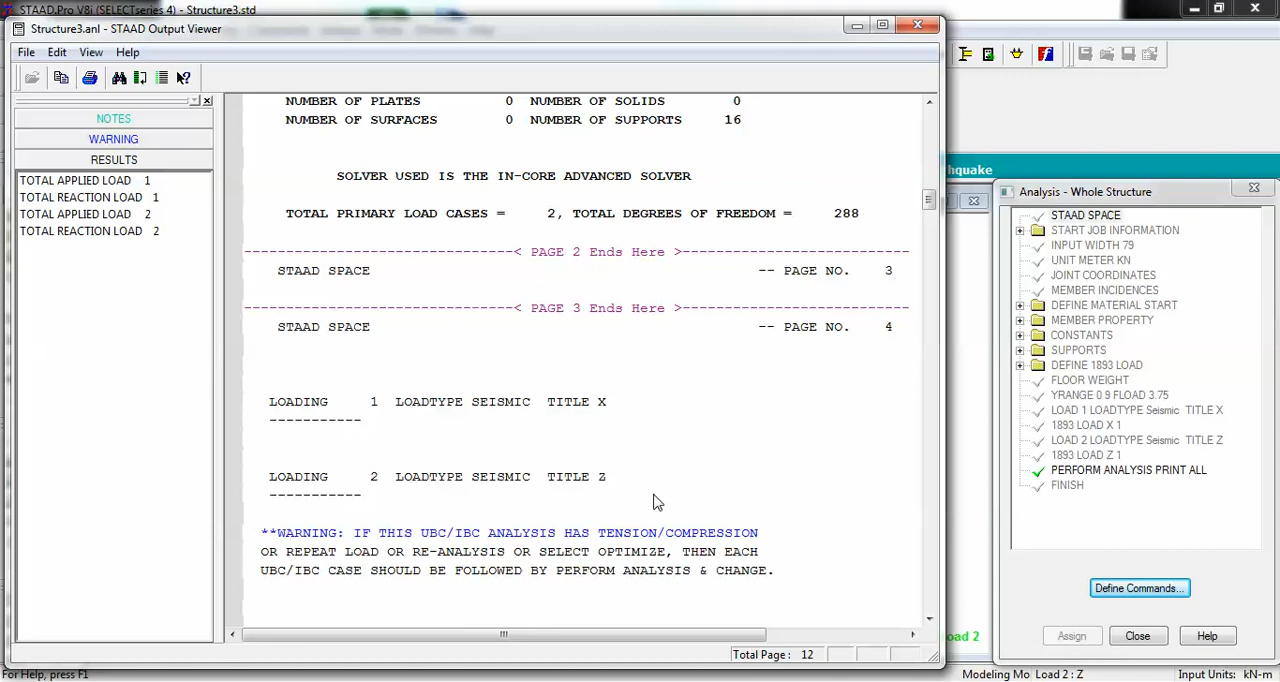 STAAD.Pro V8i (SELECTseries 4) - Structure3.std
Structure3.anl - STAAD Output Viewer
File Edit View Help
NOTES
WARNING
RESULTS
TOTAL APPLIED LOAD 1
TOTAL REACTION LOAD 1
TOTAL APPLIED LOAD 2
TOTAL REACTION LOAD 2
NUMBER OF PLATES 0 NUMBER OF SOLIDS 0
NUMBER OF SURFACES 0 NUMBER OF SUPPORTS 16
SOLVER USED IS THE IN-CORE ADVANCED SOLVER
TOTAL PRIMARY LOAD CASES = 2, TOTAL DEGREES OF FREEDOM = 288
< PAGE 2 Ends Here >
STAAD SPACE -- PAGE NO. 3
< PAGE 3 Ends Here >
STAAD SPACE -- PAGE NO. 4
LOADING 1 LOADTYPE SEISMIC TITLE X
-----------
LOADING 2 LOADTYPE SEISMIC TITLE Z
-----------
**WARNING: IF THIS UBC/IBC ANALYSIS HAS TENSION/COMPRESSION
OR REPEAT LOAD OR RE-ANALYSIS OR SELECT OPTIMIZE, THEN EACH
UBC/IBC CASE SHOULD BE FOLLOWED BY PERFORM ANALYSIS & CHANGE.
Total Page: 12
hquake
Analysis - Whole Structure
STAAD SPACE
START JOB INFORMATION
INPUT WIDTH 79
UNIT METER KN
JOINT COORDINATES
MEMBER INCIDENCES
DEFINE MATERIAL START
MEMBER PROPERTY
CONSTANTS
SUPPORTS
DEFINE 1893 LOAD
FLOOR WEIGHT
YRANGE 0 9 FLOAD 3.75
LOAD 1 LOADTYPE Seismic TITLE X
1893 LOAD X 1
LOAD 2 LOADTYPE Seismic TITLE Z
1893 LOAD Z 1
PERFORM ANALYSIS PRINT ALL
FINISH
Define Commands...
Assign Close Help
oad 2
For Help, press F1
Modeling Mo Load 2 : Z Input Units: kN-m